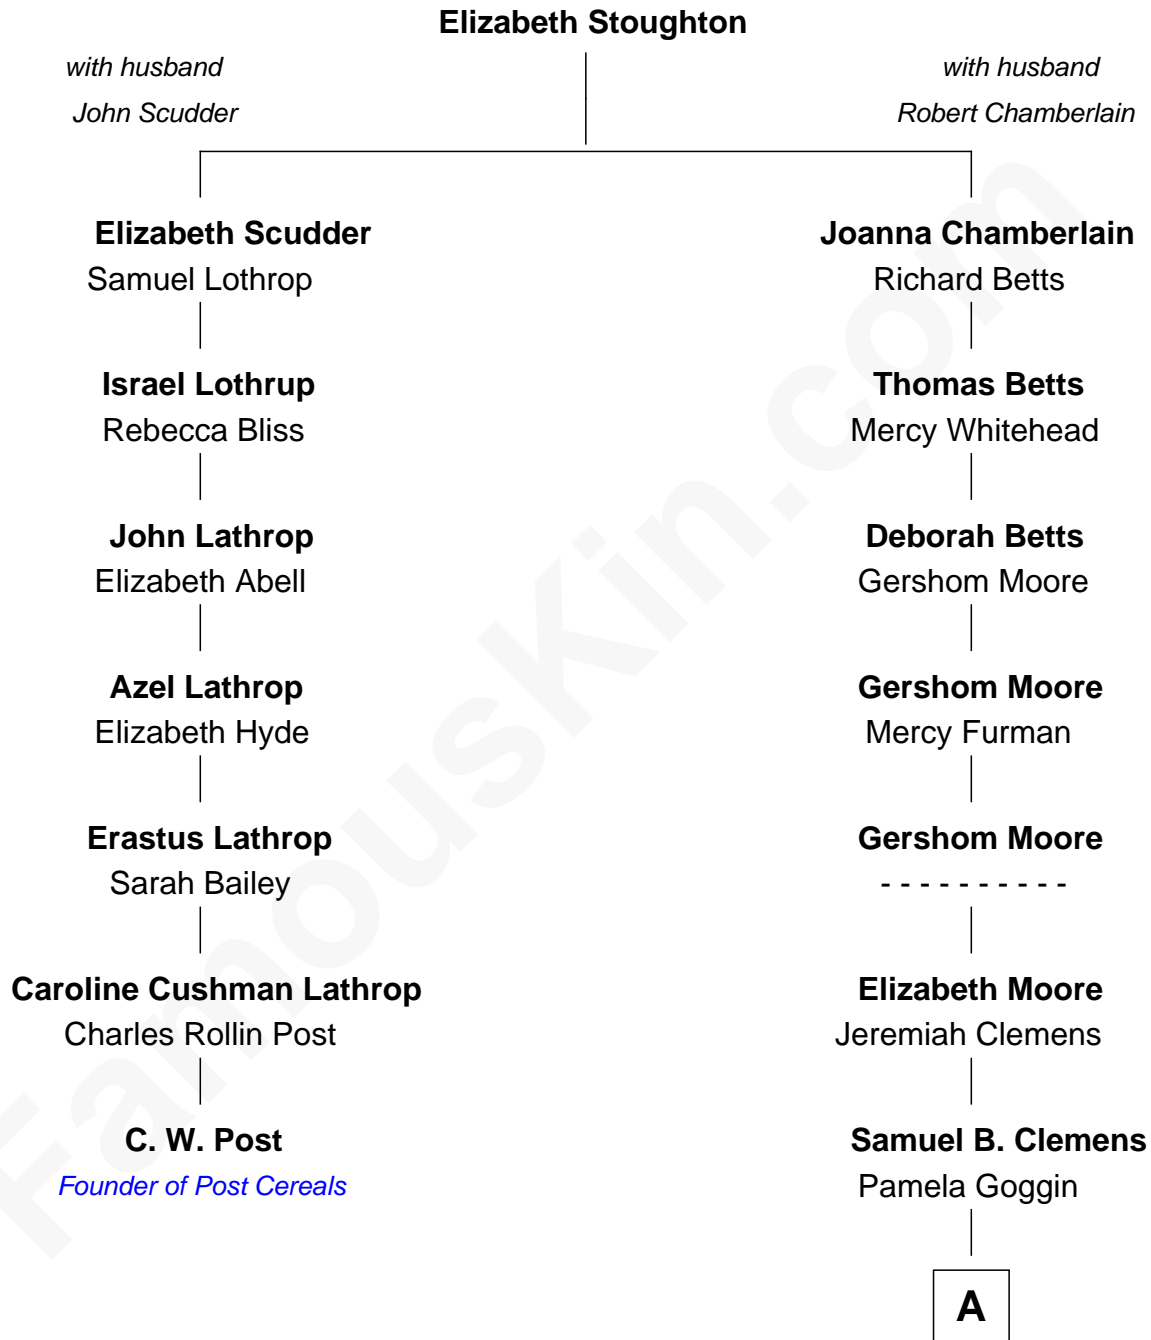 Elizabeth Stoughton
with husband
John Scudder
with husband
Robert Chamberlain
Elizabeth Scudder
Samuel Lothrop
Joanna Chamberlain
Richard Betts
Israel Lothrup
Rebecca Bliss
Thomas Betts
Mercy Whitehead
John Lathrop
Elizabeth Abell
Deborah Betts
Gershom Moore
Azel Lathrop
Elizabeth Hyde
Gershom Moore
Mercy Furman
Erastus Lathrop
Sarah Bailey
Gershom Moore
- - - - - - - - - -
Caroline Cushman Lathrop
Charles Rollin Post
Elizabeth Moore
Jeremiah Clemens
C. W. Post
Founder of Post Cereals
Samuel B. Clemens
Pamela Goggin
A
FamousKin.com